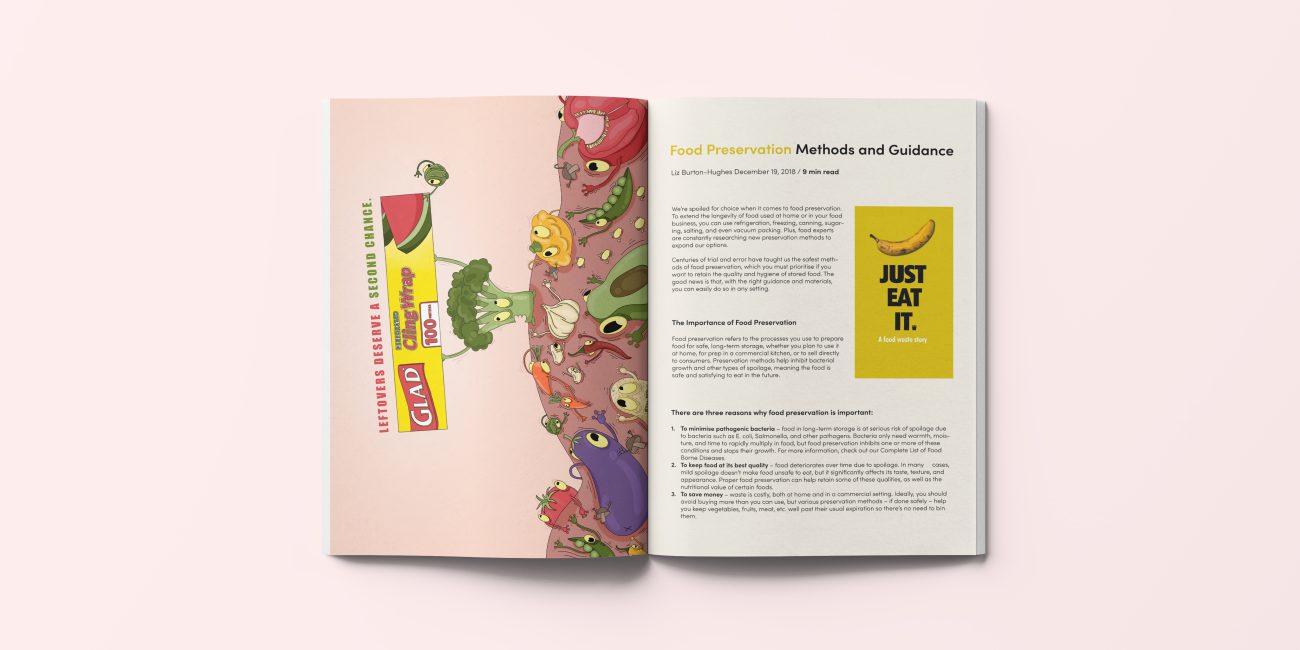 LEFTOVERS DESERVE A SECOND CHANCE.
GLAD
Cling Wrap
100
METRES
Food Preservation Methods and Guidance
Liz Burton-Hughes December 19, 2018 / 9 min read
We're spoiled for choice when it comes to food preservation.
To extend the longevity of food used at home or in your food
business, you can use refrigeration, freezing, canning, sugar-
ing, salting, and even vacuum packing. Plus, food experts
are constantly researching new preservation methods to
expand our options.
Centuries of trial and error have taught us the safest meth-
ods of food preservation, which you must prioritise if you
want to retain the quality and hygiene of stored food. The
good news is that, with the right guidance and materials,
you can easily do so in any setting.
JUST
EAT
IT.
A food waste story
The Importance of Food Preservation
Food preservation refers to the processes you use to prepare
food for safe, long-term storage, whether you plan to use it
at home, for prep in a commercial kitchen, or to sell directly
to consumers. Preservation methods help inhibit bacterial
growth and other types of spoilage, meaning the food is
safe and satisfying to eat in the future.
There are three reasons why food preservation is important:
1. To minimise pathogenic bacteria – food in long-term storage is at serious risk of spoilage due
to bacteria such as E. coli, Salmonella, and other pathogens. Bacteria only need warmth, mois-
ture, and time to rapidly multiply in food, but food preservation inhibits one or more of these
conditions and stops their growth. For more information, check out our Complete List of Food
Borne Diseases.
2. To keep food at its best quality – food deteriorates over time due to spoilage. In many cases,
mild spoilage doesn't make food unsafe to eat, but it significantly affects its taste, texture, and
appearance. Proper food preservation can help retain some of these qualities, as well as the
nutritional value of certain foods.
3. To save money – waste is costly, both at home and in a commercial setting. Ideally, you should
avoid buying more than you can use, but various preservation methods – if done safely – help
you keep vegetables, fruits, meat, etc. well past their usual expiration so there's no need to bin
them.